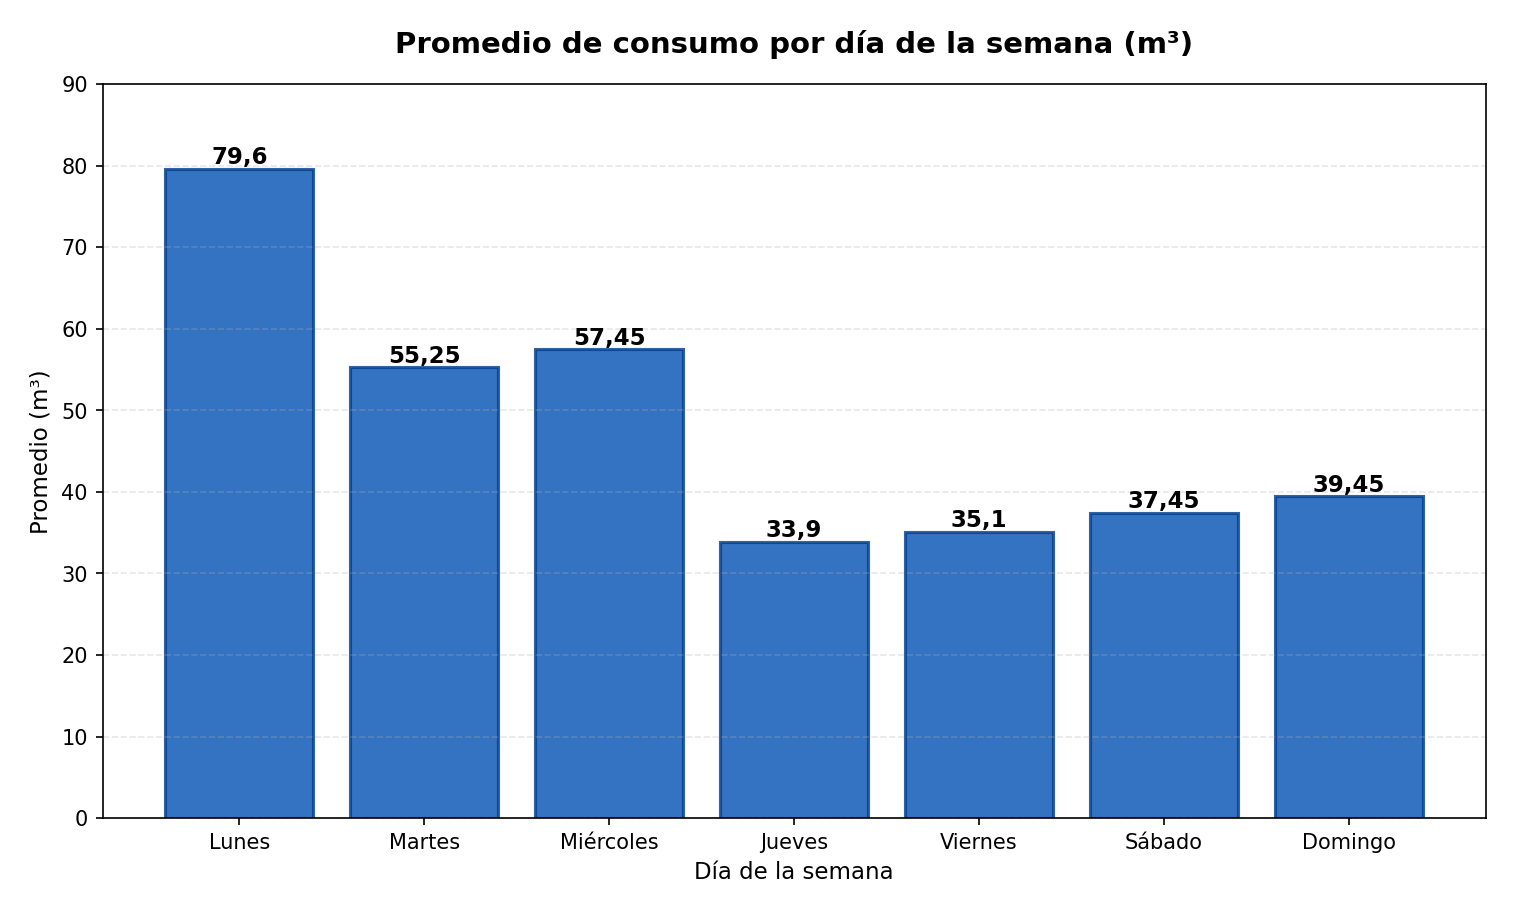 Promedio de consumo por día de la semana (m³)
Promedio (m³)
90
80
70
60
50
40
30
20
10
0
79,6
55,25
57,45
33,9
35,1
37,45
39,45
Lunes
Martes
Miércoles
Jueves
Viernes
Sábado
Domingo
Día de la semana